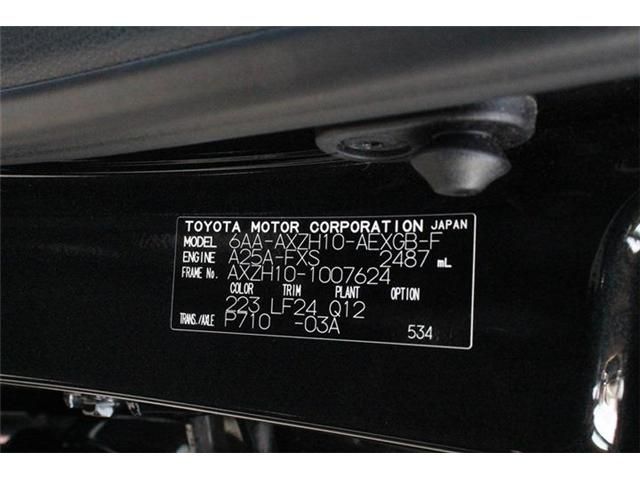 TOYOTA MOTOR CORPORATION JAPAN
MODEL 6AA-AXZH10-AEXGB-F
ENGINE A25A-FXS 2487 mL
FRAME No. AXZH10-1007624
COLOR TRIM PLANT OPTION
223 LF24 Q12
TRANS./AXLE P710 -03A 534